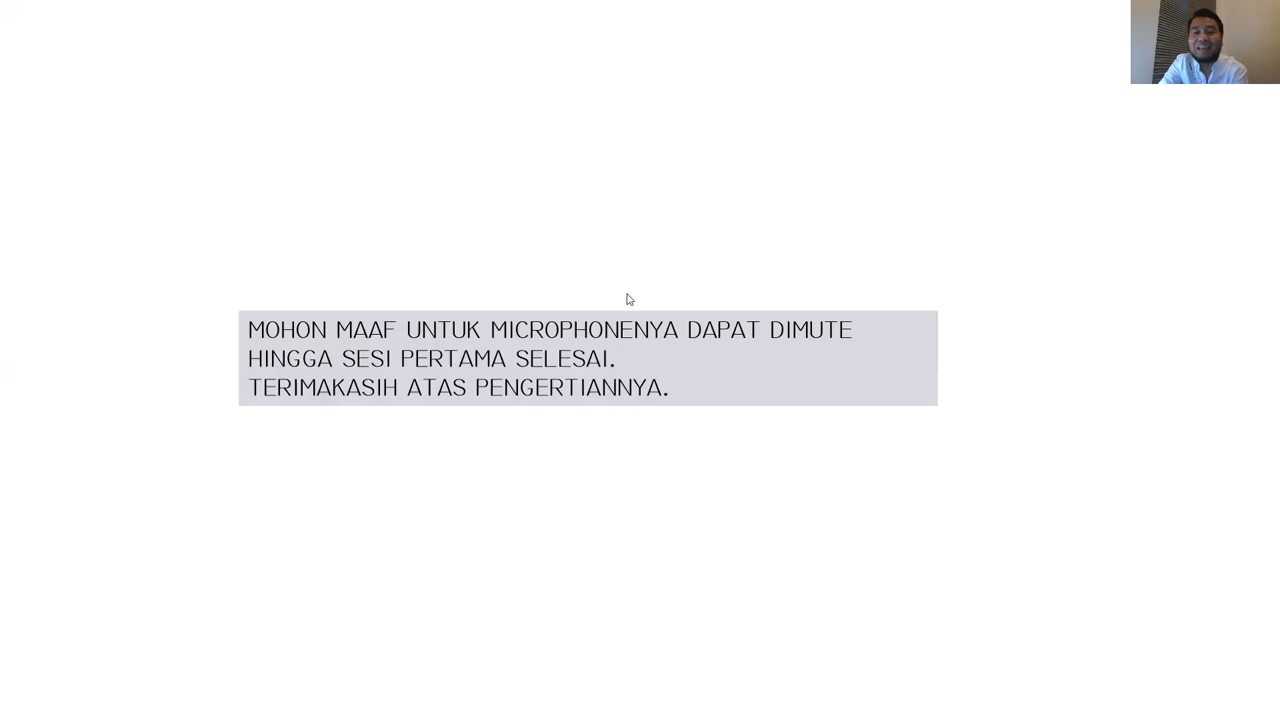 MOHON MAAF UNTUK MICROPHONENYA DAPAT DIMUTE
HINGGA SESI PERTAMA SELESAI.
TERIMAKASIH ATAS PENGERTIANNYA.